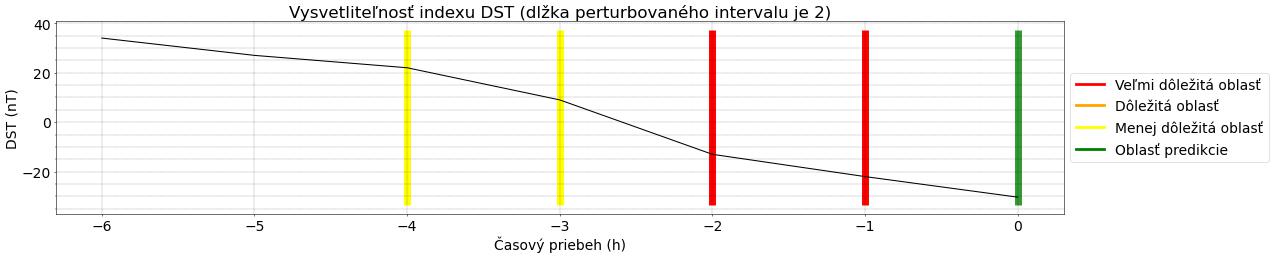 Vysvetliteľnosť indexu DST (dĺžka perturbovaného intervalu je 2)
DST (nT)
40
20
0
−20
−6 −5 −4 −3 −2 −1 0
Časový priebeh (h)
Veľmi dôležitá oblasť
Dôležitá oblasť
Menej dôležitá oblasť
Oblasť predikcie